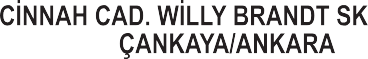 CİNNAH CAD. WİLLY BRANDT SK
ÇANKAYA/ANKARA